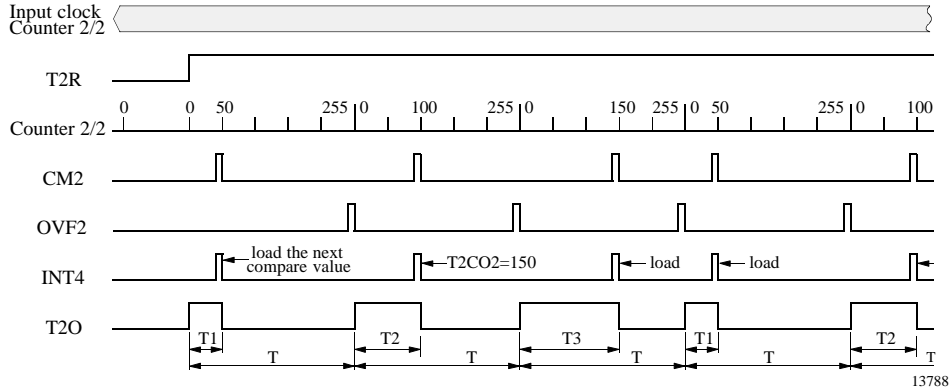 Input clock
Counter 2/2
T2R
0 0 50 255 0 100 255 0 150 255 0 50 255 0 100
Counter 2/2
CM2
OVF2
INT4
load the next
compare value
T2CO2=150
load
load
T2O
T1 T2 T3 T1 T2
T T T T T
13788